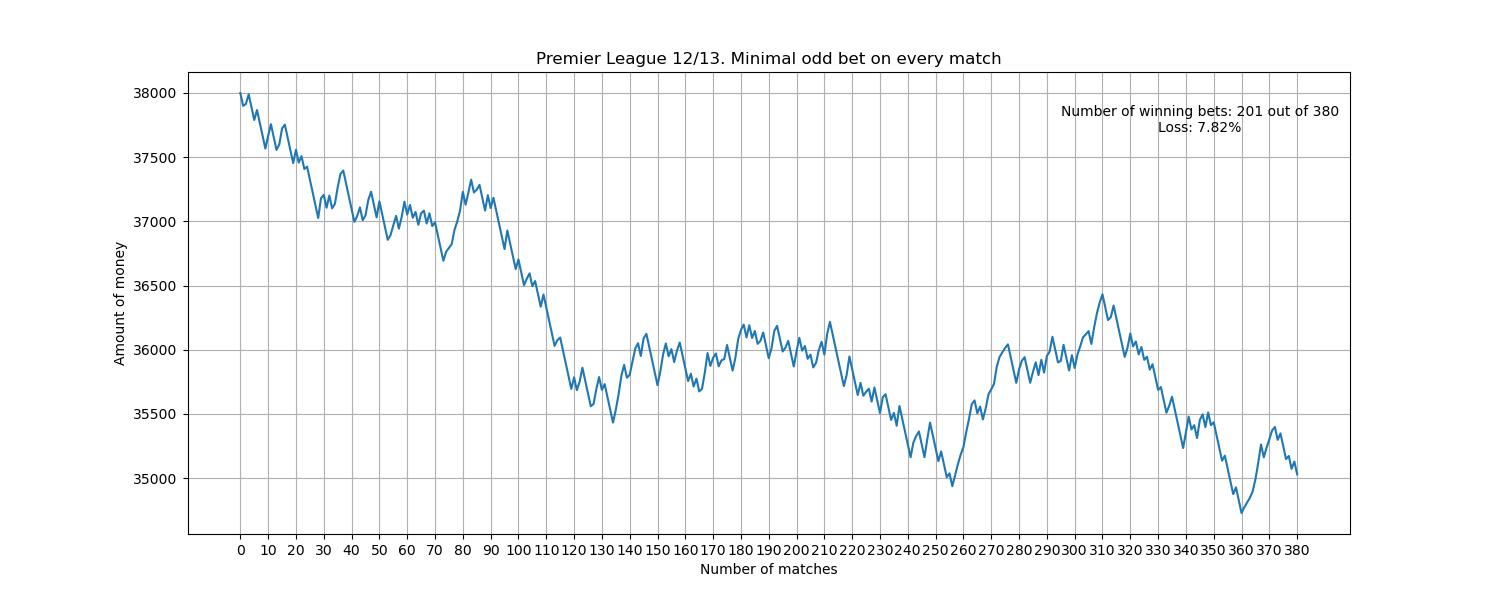 Premier League 12/13. Minimal odd bet on every match
Number of winning bets: 201 out of 380
Loss: 7.82%
Amount of money
38000
37500
37000
36500
36000
35500
35000
0 10 20 30 40 50 60 70 80 90 100 110 120 130 140 150 160 170 180 190 200 210 220 230 240 250 260 270 280 290 300 310 320 330 340 350 360 370 380
Number of matches